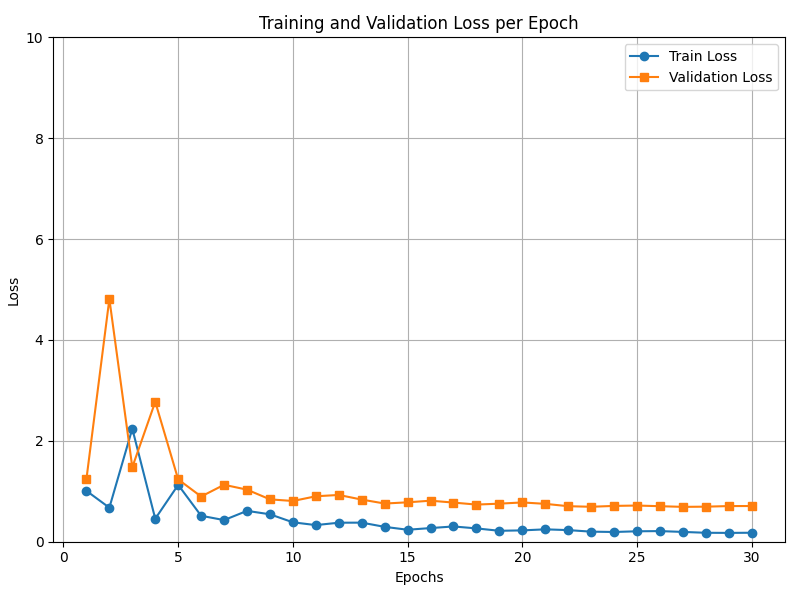 Training and Validation Loss per Epoch
10
8
6
4
2
0
Loss
Train Loss
Validation Loss
0 5 10 15 20 25 30
Epochs